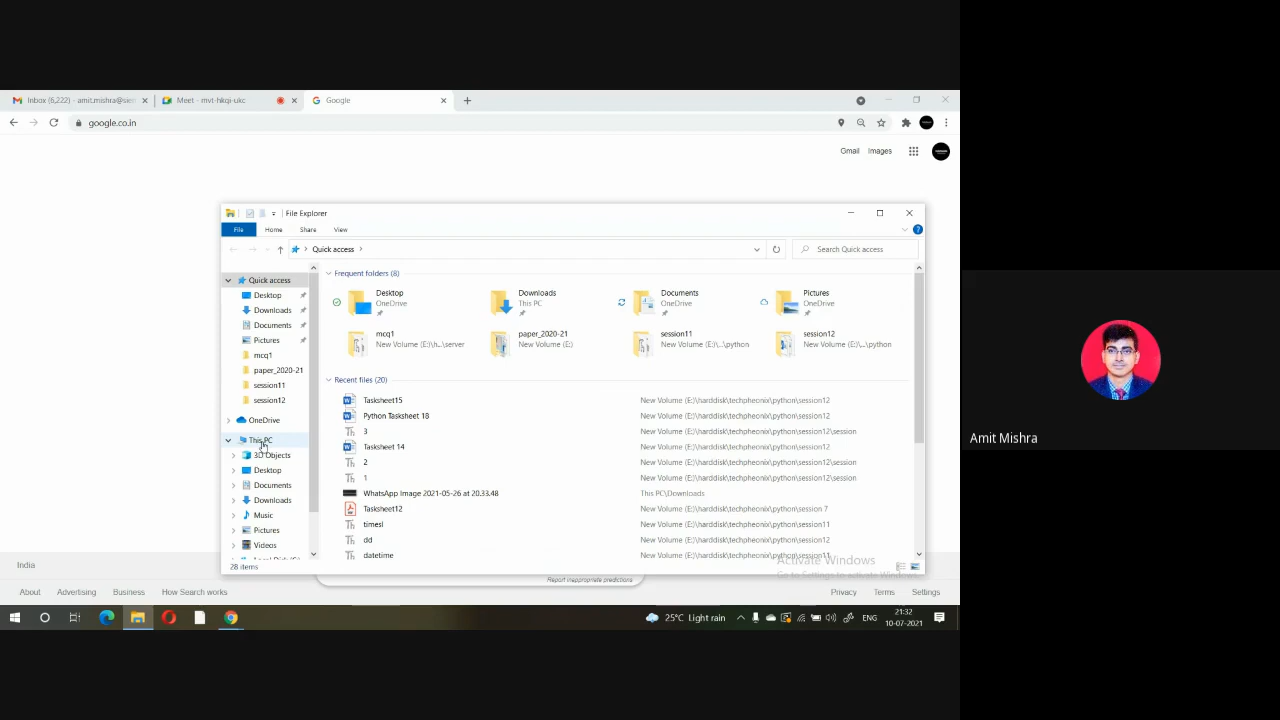 Inbox (6,222) - amit.mishra@sem
Meet - mvt-hkqi-ukc
Google
google.co.in
Gmail
Images
File Explorer
File
Home
Share
View
Quick access
Search Quick access
Quick access
Desktop
Downloads
Documents
Pictures
mcq1
paper_2020-21
session11
session12
OneDrive
This PC
3D Objects
Desktop
Documents
Downloads
Music
Pictures
Videos
Frequent folders (8)
Desktop
OneDrive
Downloads
This PC
Documents
OneDrive
Pictures
OneDrive
mcq1
New Volume (E:)\h...\server
paper_2020-21
New Volume (E:)
session11
New Volume (E:)\...\python
session12
New Volume (E:)\...\python
Recent files (20)
Tasksheet15 New Volume (E:)\harddisk\techpheonix\python\session12
Python Tasksheet 18 New Volume (E:)\harddisk\techpheonix\python\session12
3 New Volume (E:)\harddisk\techpheonix\python\session12\session
Tasksheet 14 New Volume (E:)\harddisk\techpheonix\python\session12
2 New Volume (E:)\harddisk\techpheonix\python\session12\session
1 New Volume (E:)\harddisk\techpheonix\python\session12\session
WhatsApp Image 2021-05-26 at 20.33.48 This PC\Downloads
Tasksheet12 New Volume (E:)\harddisk\techpheonix\python\session 7
timesl New Volume (E:)\harddisk\techpheonix\python\session11
dd New Volume (E:)\harddisk\techpheonix\python\session12
datetime New Volume (E:)\harddisk\techpheonix\python\session11
28 items
Activate Windows
Go to Settings to activate Windows.
Report inappropriate predictions
India
About
Advertising
Business
How Search works
Privacy
Terms
Settings
25°C Light rain
ENG
21:32
10-07-2021
Amit Mishra